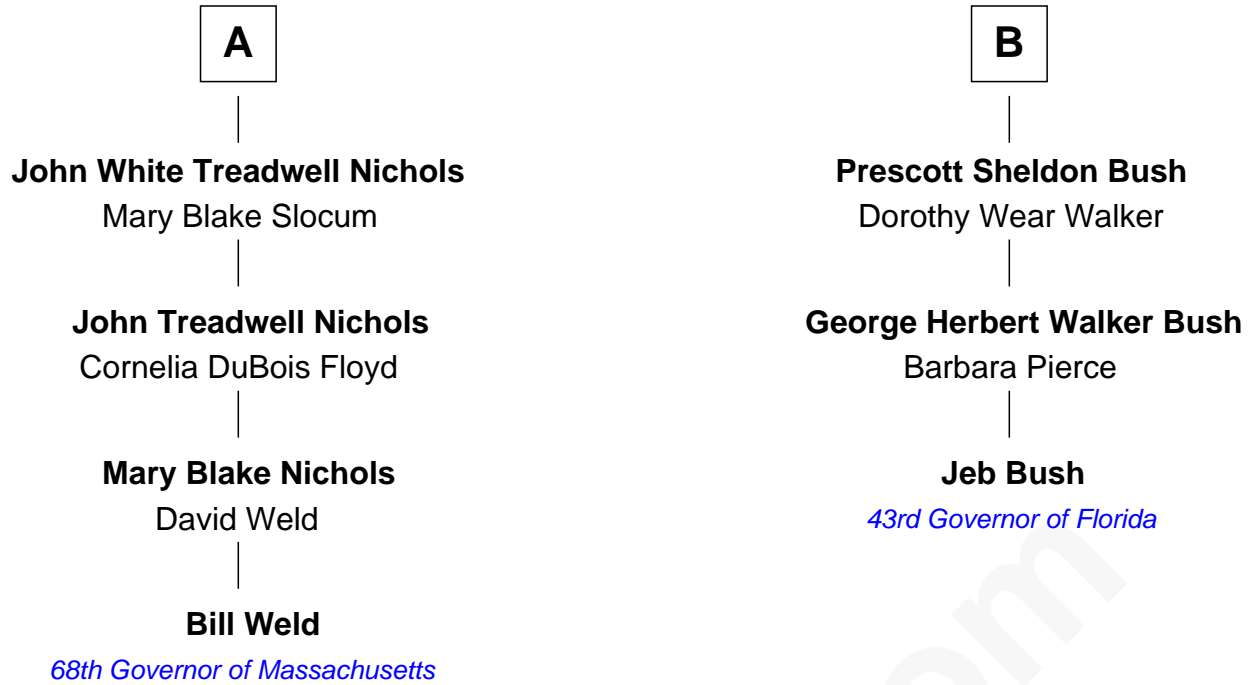 A
John White Treadwell Nichols
Mary Blake Slocum
John Treadwell Nichols
Cornelia DuBois Floyd
Mary Blake Nichols
David Weld
Bill Weld
68th Governor of Massachusetts
B
Prescott Sheldon Bush
Dorothy Wear Walker
George Herbert Walker Bush
Barbara Pierce
Jeb Bush
43rd Governor of Florida
om